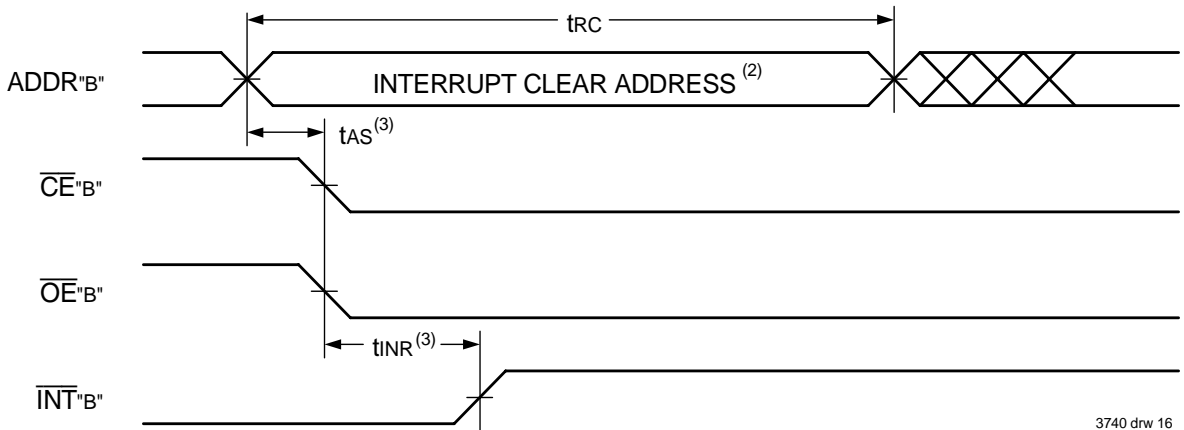 tRC
ADDR"B"
INTERRUPT CLEAR ADDRESS (2)
tAS(3)
CE"B"
OE"B"
tINR(3)
INT"B"
3740 drw 16